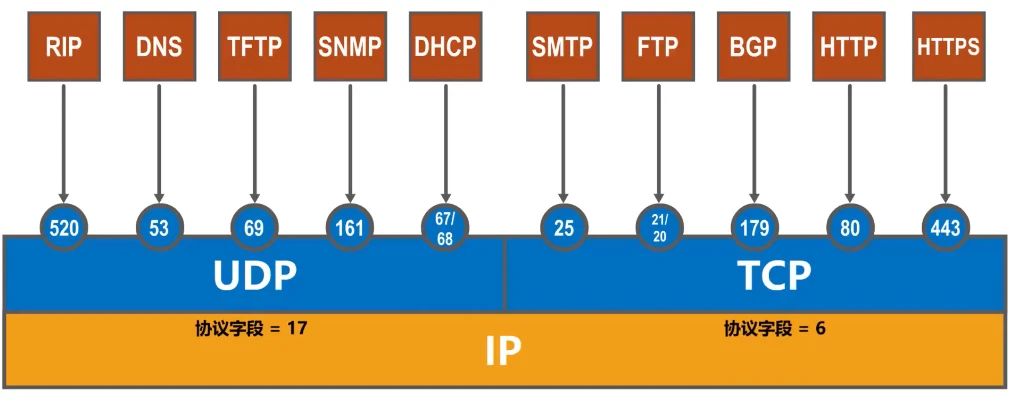 RIP DNS TFTP SNMP DHCP SMTP FTP BGP HTTP HTTPS
520 53 69 161 67/ 68 25 21/ 20 179 80 443
UDP TCP
协议字段 = 17 协议字段 = 6
IP